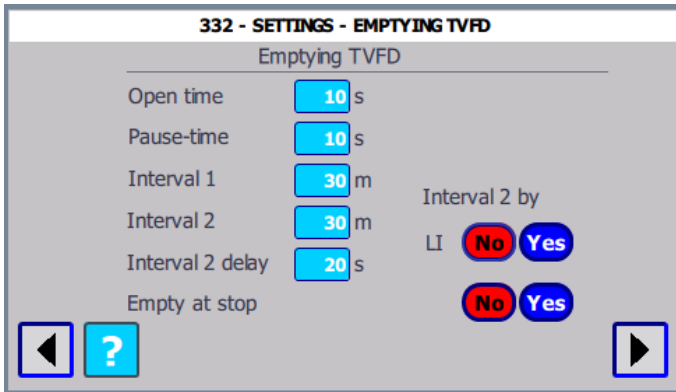 332 - SETTINGS - EMPTYING TVFD
Emptying TVFD
Open time 10 s
Pause-time 10 s
Interval 1 30 m
Interval 2 30 m
Interval 2 by
LI No Yes
Interval 2 delay 20 s
Empty at stop No Yes
?